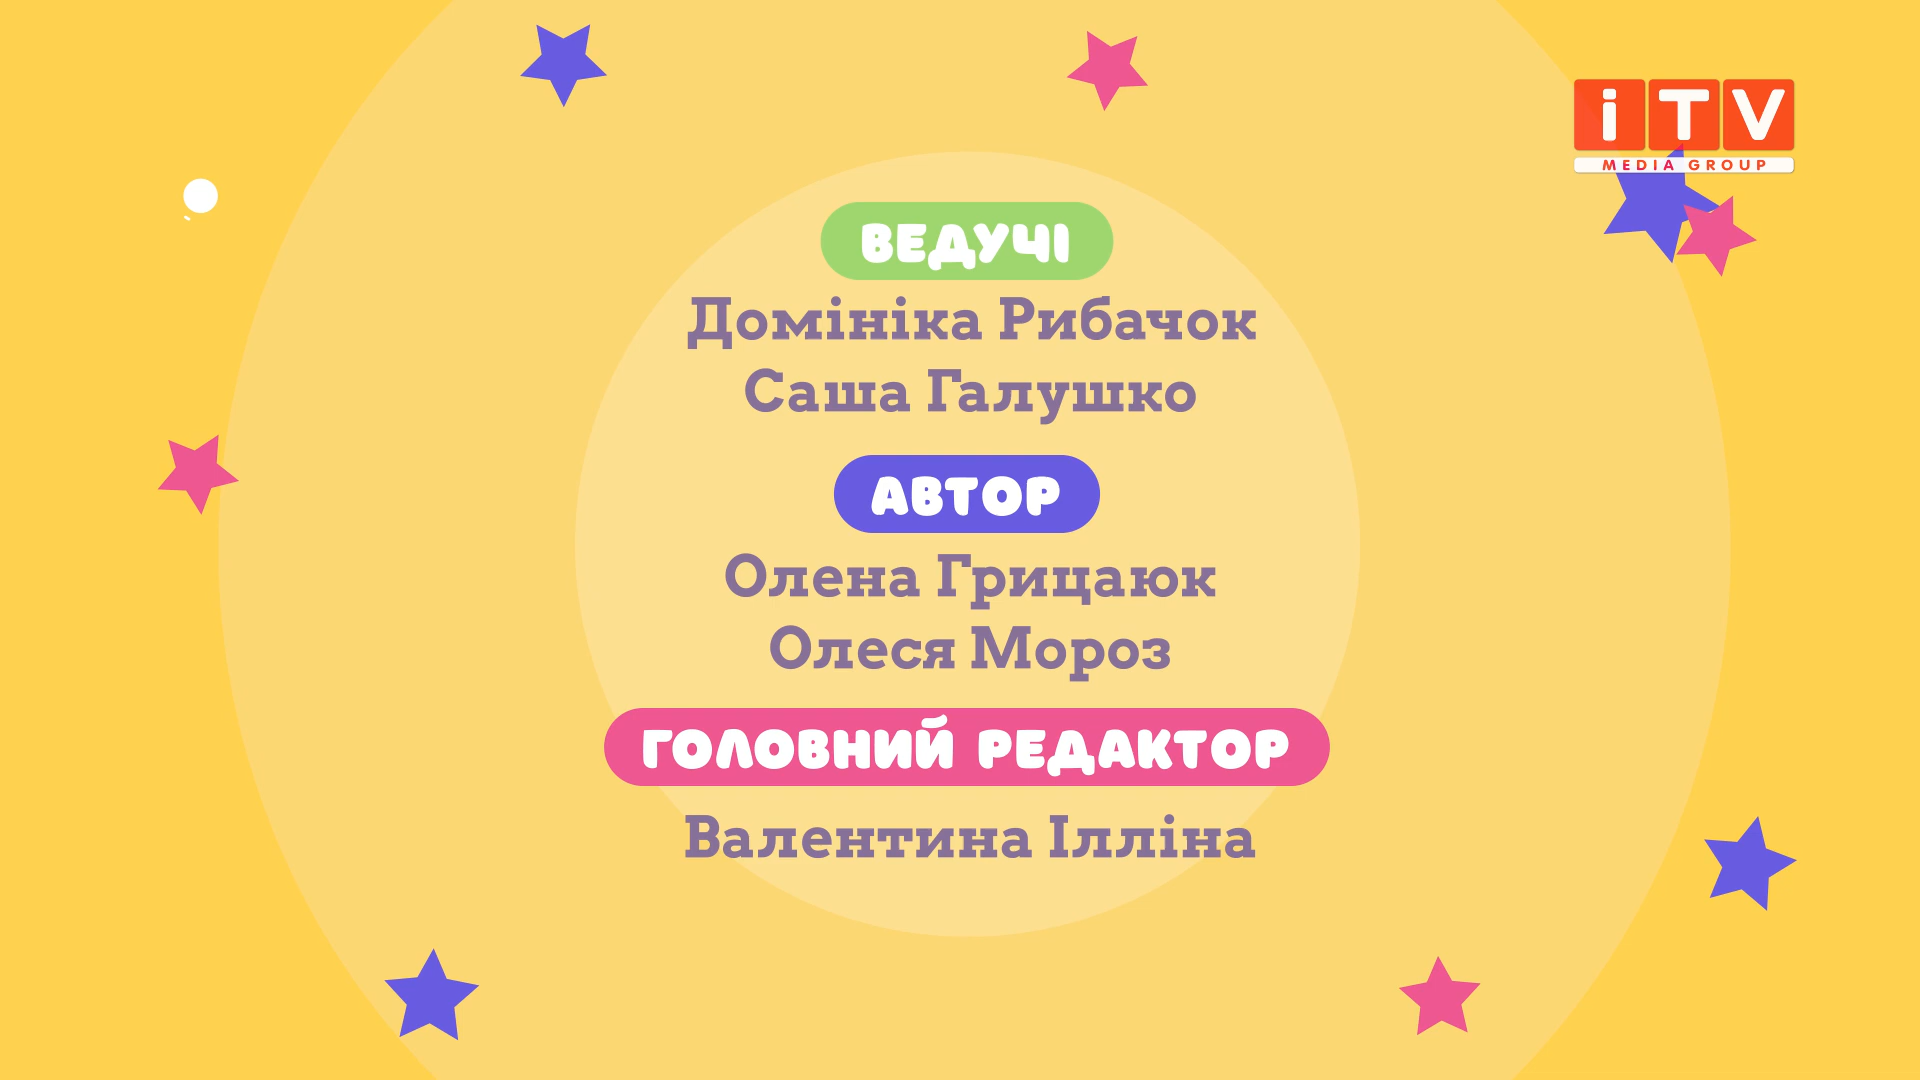 iTV
MEDIA GROUP
ВЕДУЧІ
Домініка Рибачок
Саша Галушко
АВТОР
Олена Грицаюк
Олеся Мороз
ГОЛОВНИЙ РЕДАКТОР
Валентина Ілліна